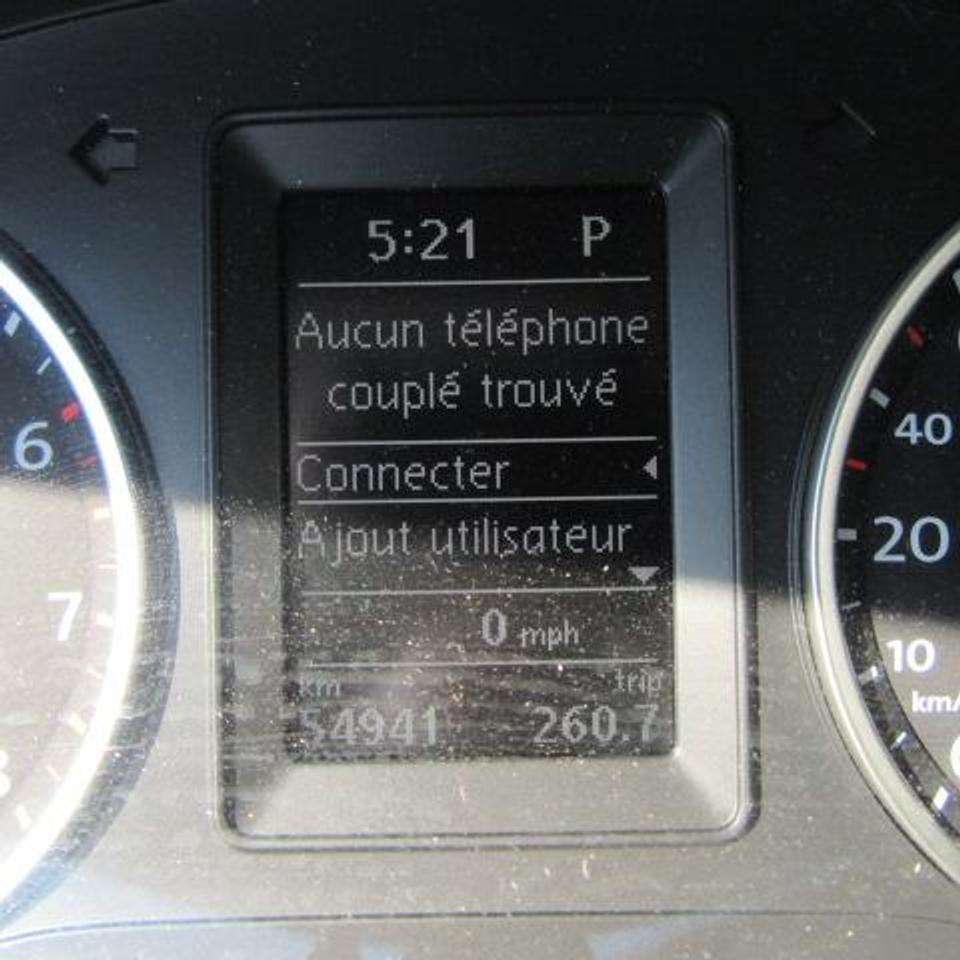 5:21 P
Aucun téléphone
couplé trouvé
Connecter
Ajout utilisateur
0 mph
km trip
54941 260.7
6
7
40
20
10
km/